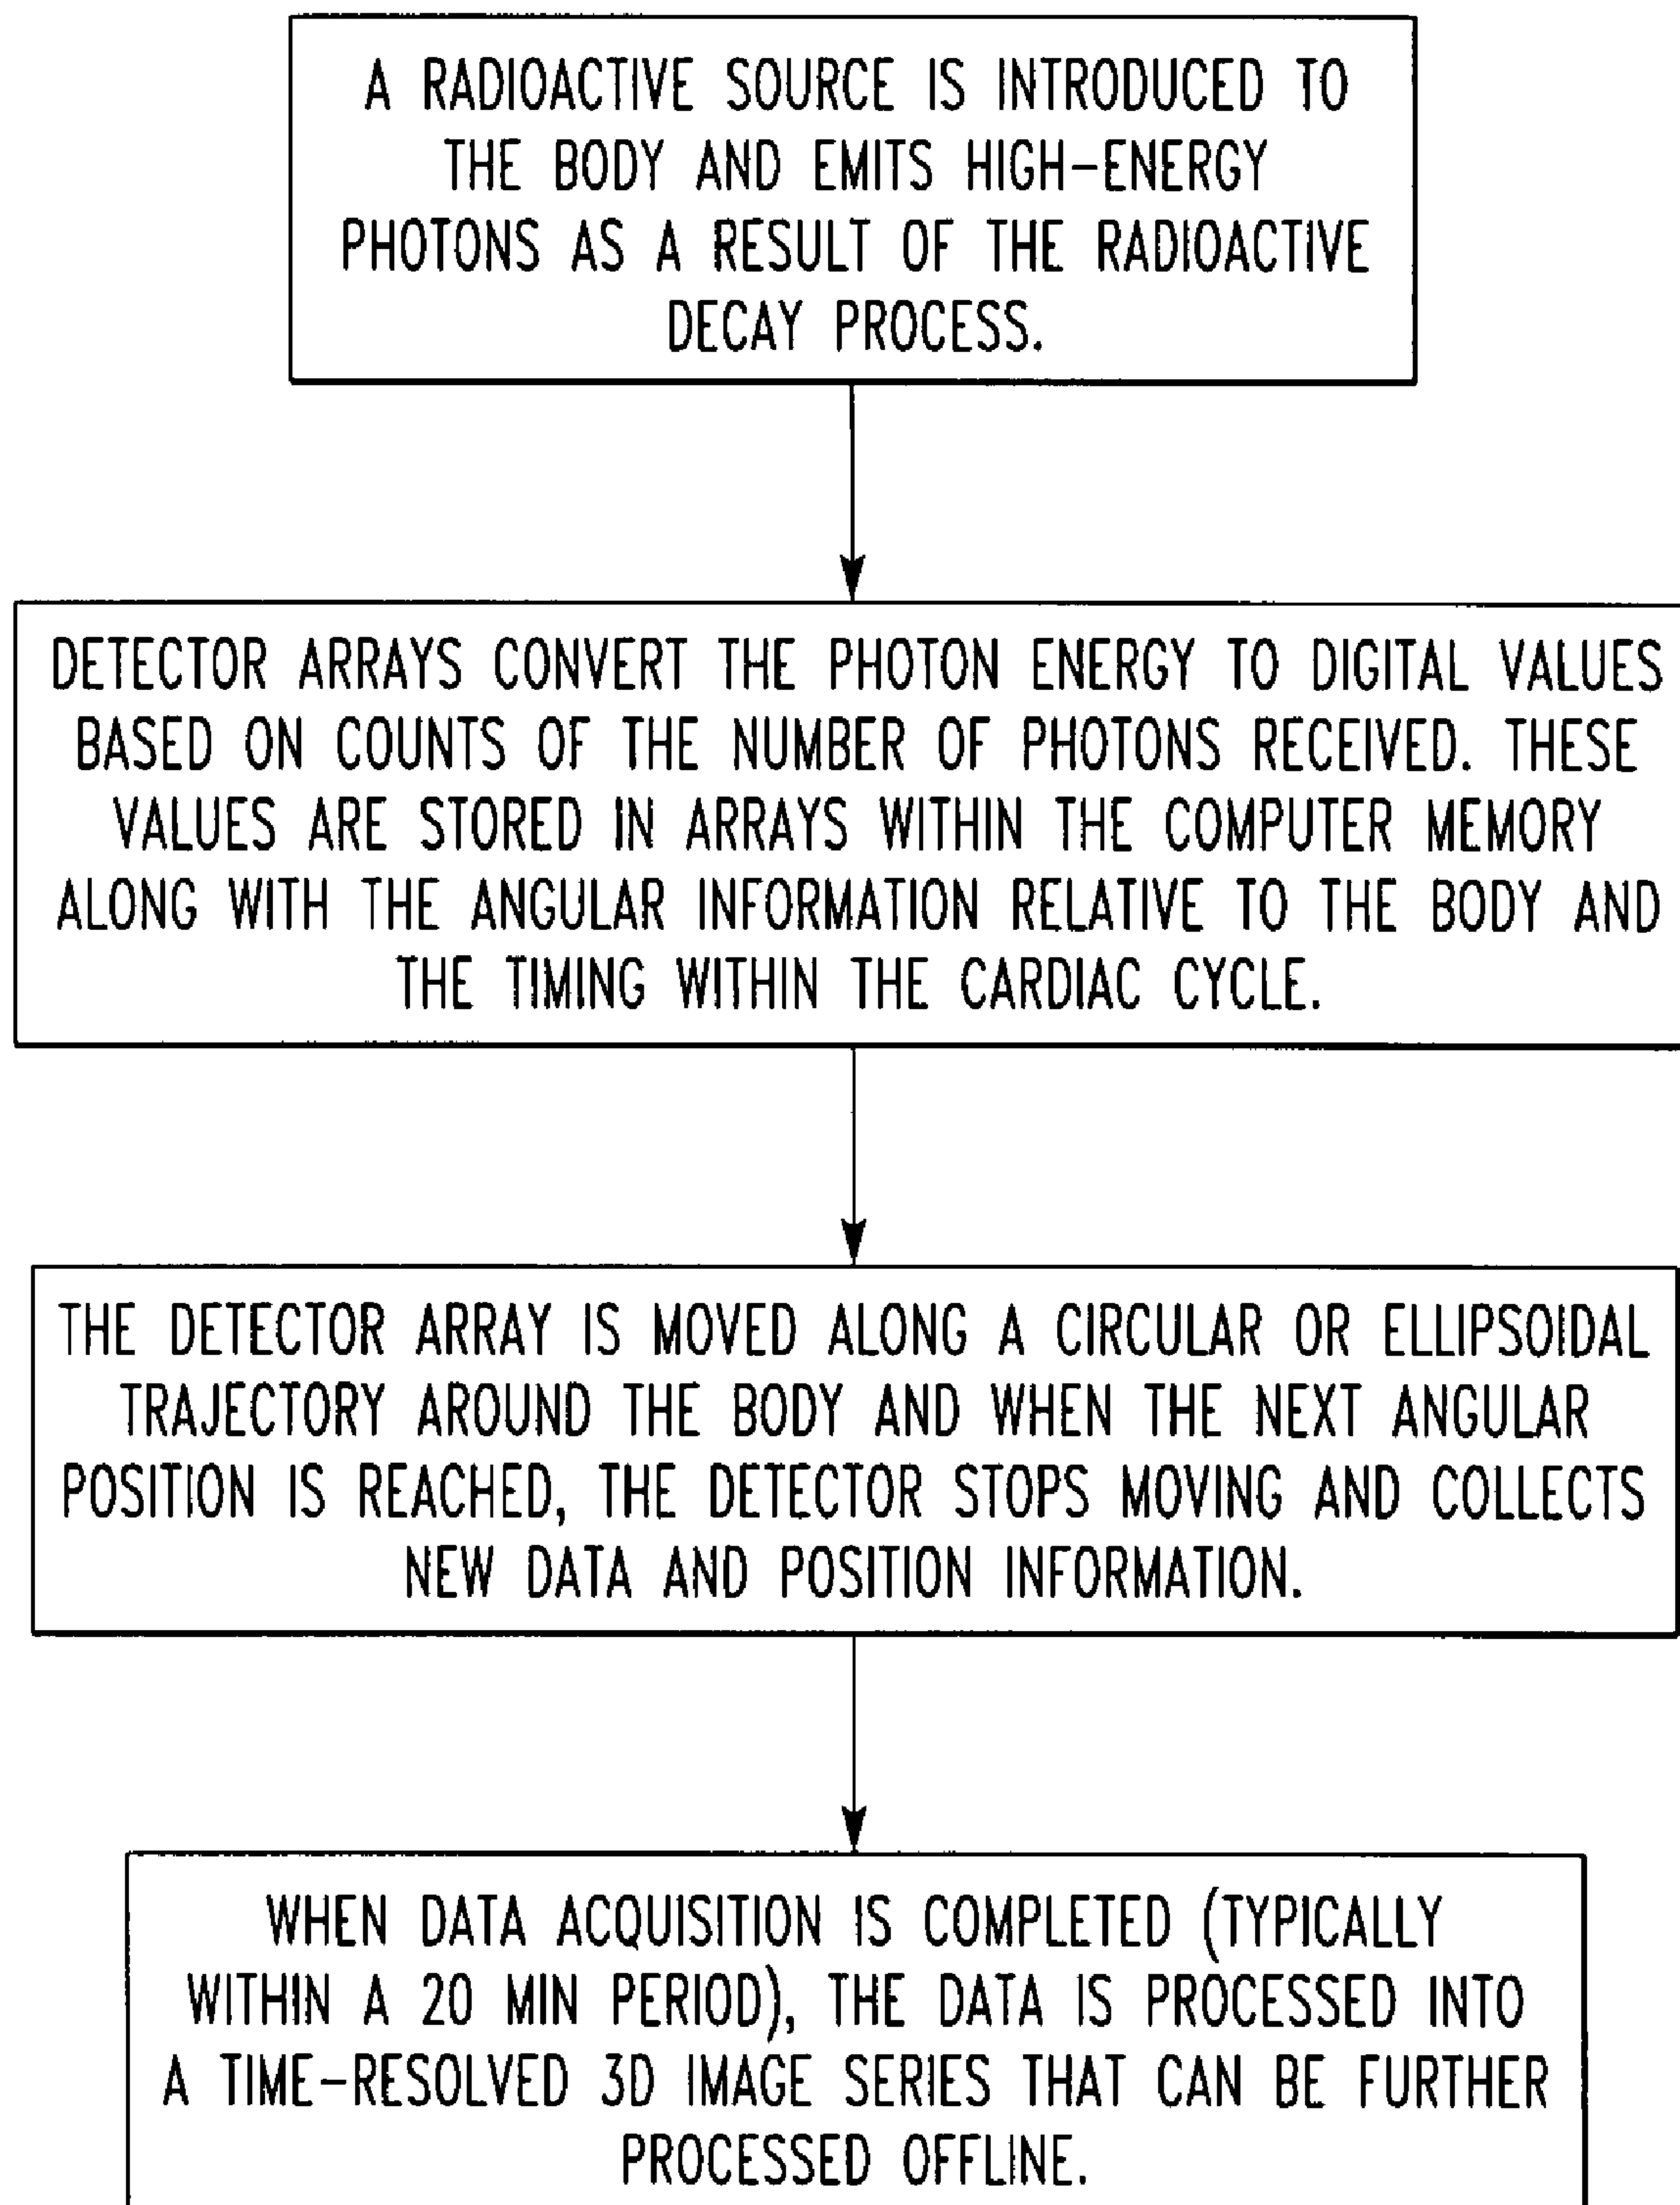 A RADIOACTIVE SOURCE IS INTRODUCED TO
THE BODY AND EMITS HIGH-ENERGY
PHOTONS AS A RESULT OF THE RADIOACTIVE
DECAY PROCESS.
DETECTOR ARRAYS CONVERT THE PHOTON ENERGY TO DIGITAL VALUES
BASED ON COUNTS OF THE NUMBER OF PHOTONS RECEIVED. THESE
VALUES ARE STORED IN ARRAYS WITHIN THE COMPUTER MEMORY
ALONG WITH THE ANGULAR INFORMATION RELATIVE TO THE BODY AND
THE TIMING WITHIN THE CARDIAC CYCLE.
THE DETECTOR ARRAY IS MOVED ALONG A CIRCULAR OR ELLIPSOIDAL
TRAJECTORY AROUND THE BODY AND WHEN THE NEXT ANGULAR
POSITION IS REACHED, THE DETECTOR STOPS MOVING AND COLLECTS
NEW DATA AND POSITION INFORMATION.
WHEN DATA ACQUISITION IS COMPLETED (TYPICALLY
WITHIN A 20 MIN PERIOD), THE DATA IS PROCESSED INTO
A TIME-RESOLVED 3D IMAGE SERIES THAT CAN BE FURTHER
PROCESSED OFFLINE.